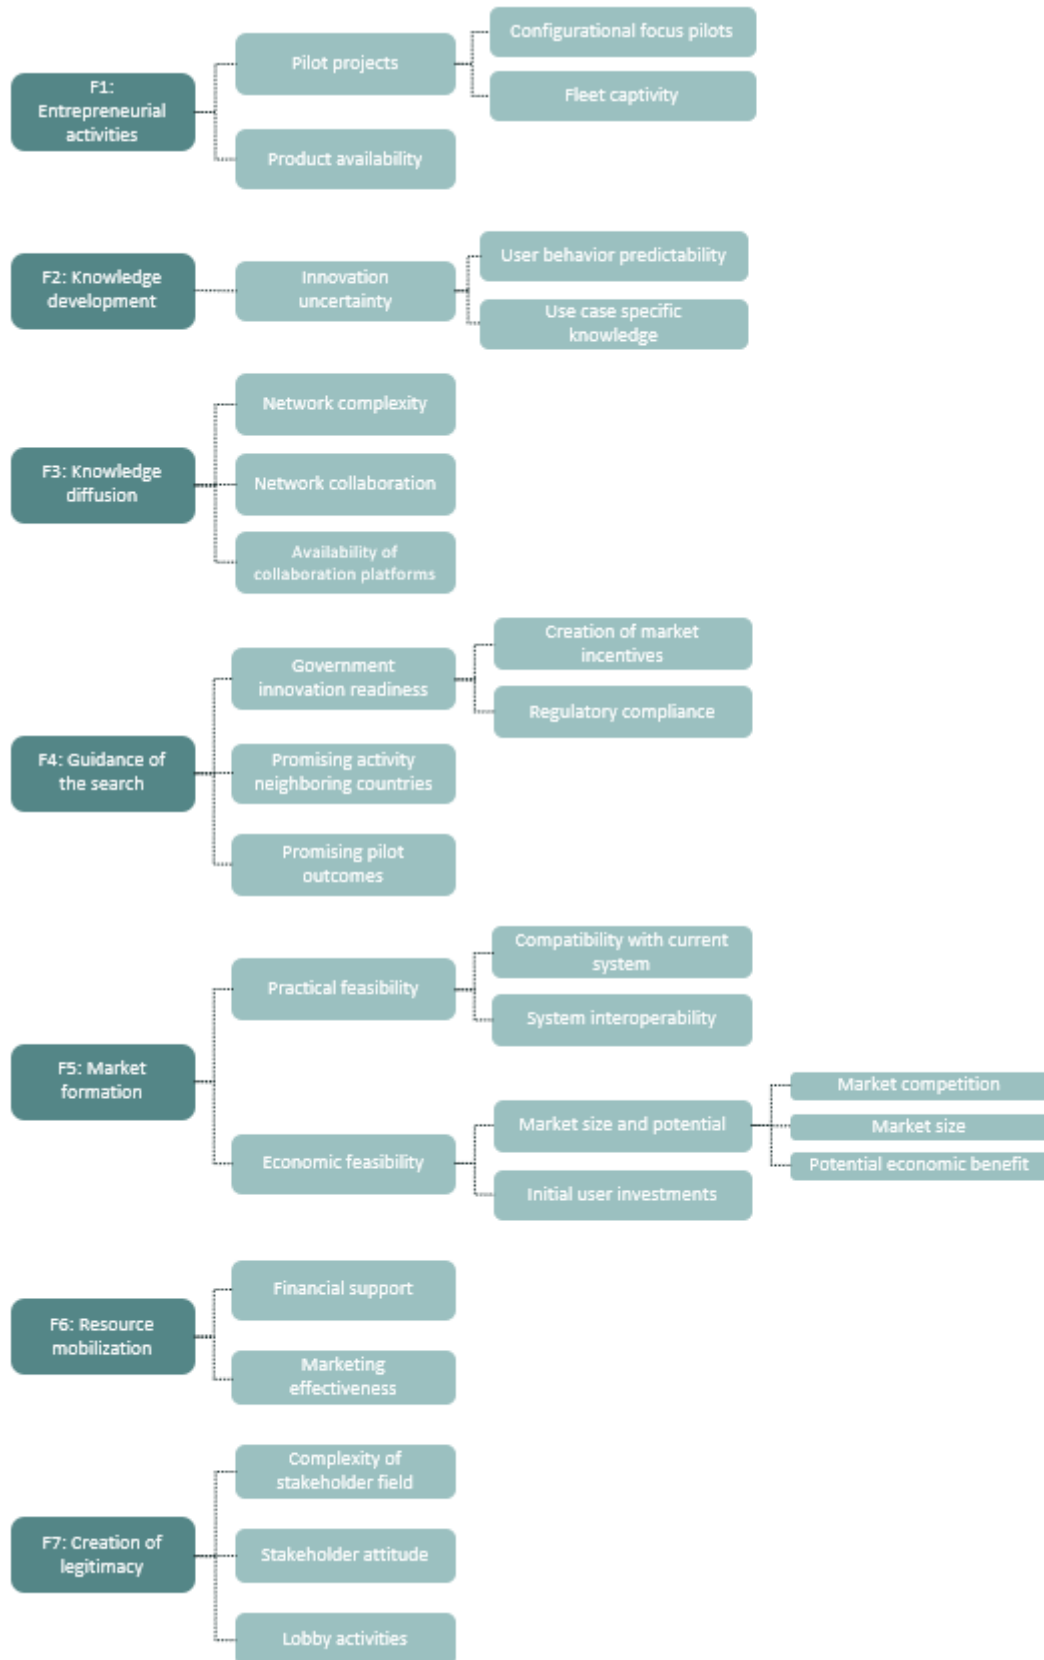 F1:
Entrepreneurial
activities
Pilot projects
Configurational focus pilots
Fleet captivity
Product availability
F2: Knowledge
development
Innovation
uncertainty
User behavior predictability
Use case specific
knowledge
F3: Knowledge
diffusion
Network complexity
Network collaboration
Availability of
collaboration platforms
F4: Guidance of
the search
Government
innovation readiness
Creation of market
incentives
Regulatory compliance
Promising activity
neighboring countries
Promising pilot
outcomes
F5: Market
formation
Practical feasibility
Compatibility with current
system
System interoperability
Economic feasibility
Market size and potential
Market competition
Market size
Potential economic benefit
Initial user investments
F6: Resource
mobilization
Financial support
Marketing
effectiveness
F7: Creation of
legitimacy
Complexity of
stakeholder field
Stakeholder attitude
Lobby activities